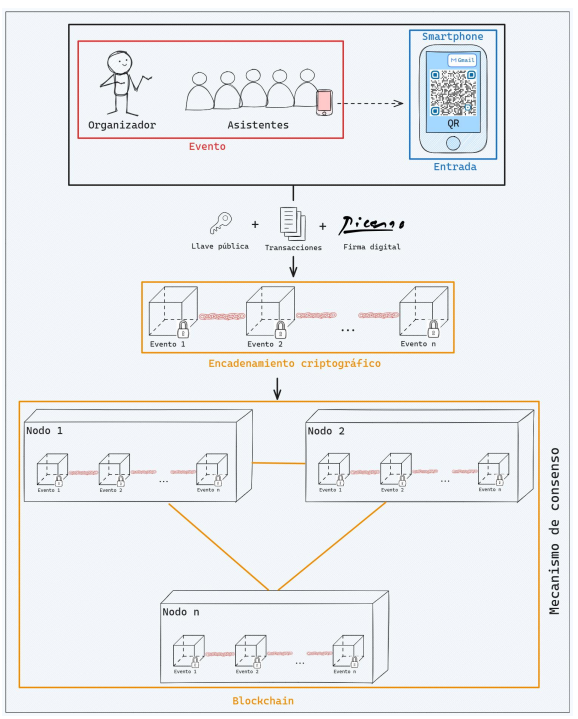 Smartphone
Gmail
QR
Organizador
Asistentes
Evento
Entrada
+
+
Picasso
Llave pública
Transacciones
Firma digital
Evento 1
Evento 2
...
Evento n
Encadenamiento criptográfico
Nodo 1
Evento 1
Evento 2
...
Evento n
Nodo 2
Evento 1
Evento 2
...
Evento n
Mecanismo de consenso
Nodo n
Evento 1
Evento 2
...
Evento n
Blockchain